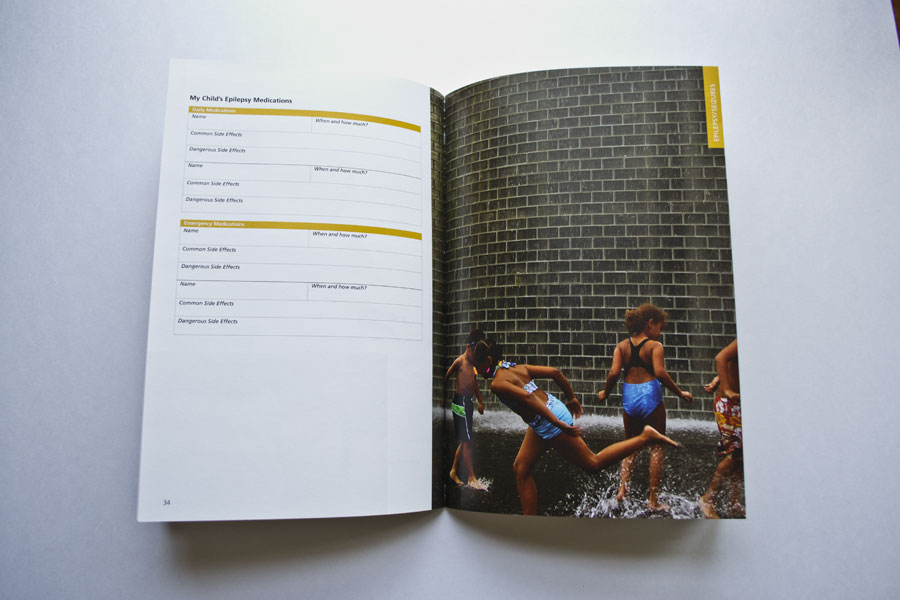 My Child's Epilepsy Medications
Daily Medications
Name When and how much?
Common Side Effects
Dangerous Side Effects
Name When and how much?
Common Side Effects
Dangerous Side Effects
Emergency Medications
Name When and how much?
Common Side Effects
Dangerous Side Effects
Name When and how much?
Common Side Effects
Dangerous Side Effects
34
EPILEPSY/SEIZURES